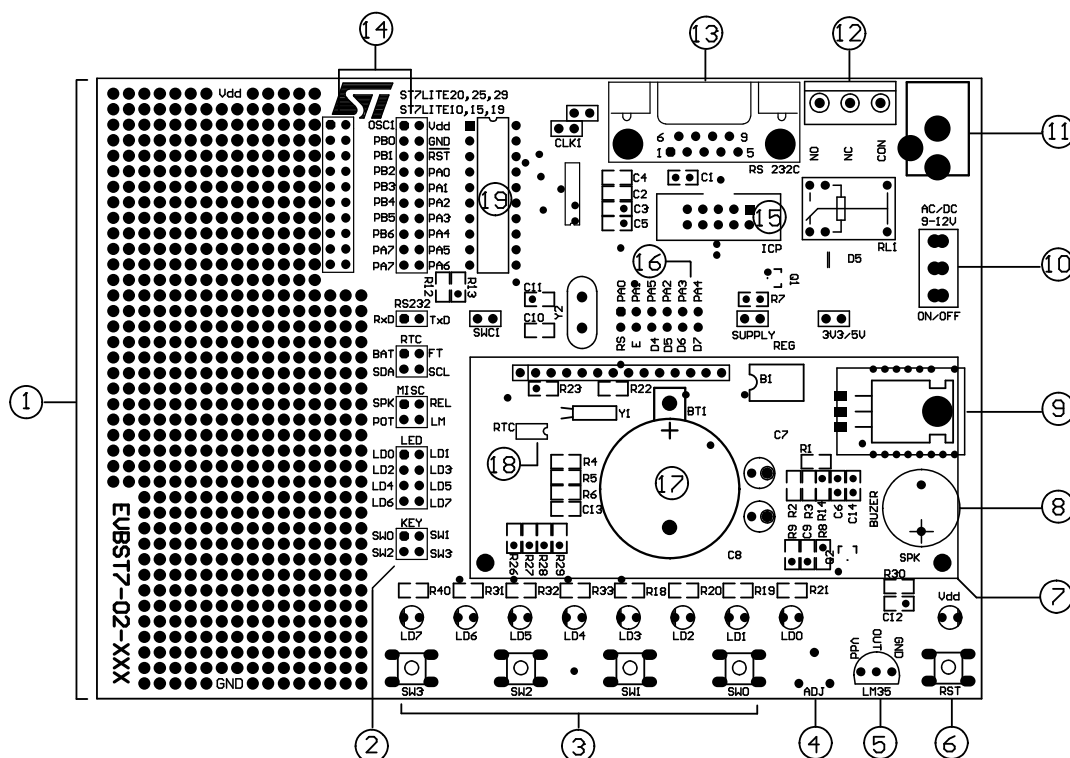 14
13
12
Vdd
ST
ST7LITE20,25,29
ST7LITE10,15,19
OSC1 Vdd
PB0 GND
PB1 RST
PB2 PA0
PB3 PA1
PB4 PA2
PB5 PA3
PB6 PA4
PA7 PA5
PA7 PA6
19
CLK1
6 9
1 5
RS 232C
NO NC CON
11
C4
C2
C3
C5
C1
15
ICP
RL1
AC/DC
9-12V
10
ON/OFF
16
D5
Q1
R12 R13
C11
C10
Y2
PA0 PA6 PA5 PA2 PA3 PA4
RS E D4 D5 D6 D7
R7
SUPPLY
REG
3V3/5V
RS232
RxD TxD
SWC1
RTC
BAT FT
SDA SCL
MISC
SPK REL
POT LM
LED
LD0 LD1
LD2 LD3
LD4 LD5
LD6 LD7
KEY
SW0 SW1
SW2 SW3
1
R23 R22
B1
Y1
BT1
RTC
18
17
9
C7
R4
R5
R6
C13
R1
R2 R3 R14 C6 C14
BUZER
8
SPK
R9 C9 R8
Q2
C8
R26 R27 R28 R29
EVBST7-02-XXX
R40 R31 R32 R33 R18 R20 R19 R21
R30
C12
Vdd
7
LD7 LD6 LD5 LD4 LD3 LD2 LD1 LD0
VPP OUT GND
SW3 SW2 SW1 SW0
ADJ
LM35
RST
GND
2
3
4
5
6